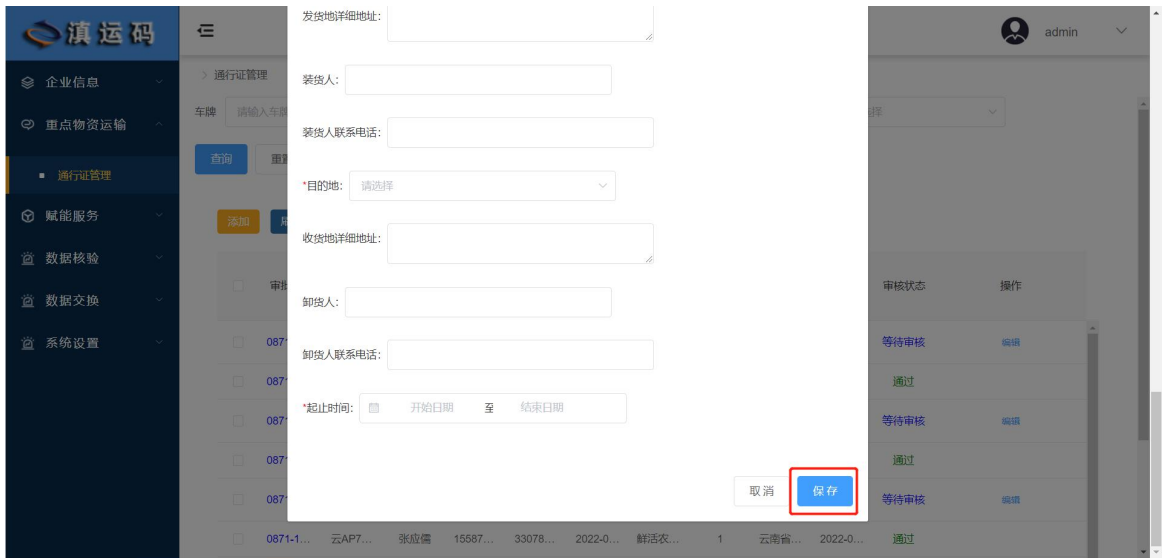 滇运码
admin
发货地详细地址：
企业信息
通行证管理
装货人：
车牌
请输入车牌
重点物资运输
装货人联系电话：
查询
通行证管理
*目的地：
请选择
赋能服务
添加
收货地详细地址：
数据核验
审核状态
操作
数据交换
卸货人：
系统设置
087
等待审核
编辑
卸货人联系电话：
087
通过
*起止时间：
开始日期
至
结束日期
087
等待审核
编辑
087
通过
取消
保存
087
等待审核
编辑
0871-1... 云AP7... 张应儒 15587... 33078... 2022-0... 鲜活农... 1 云南省... 2022-0... 通过